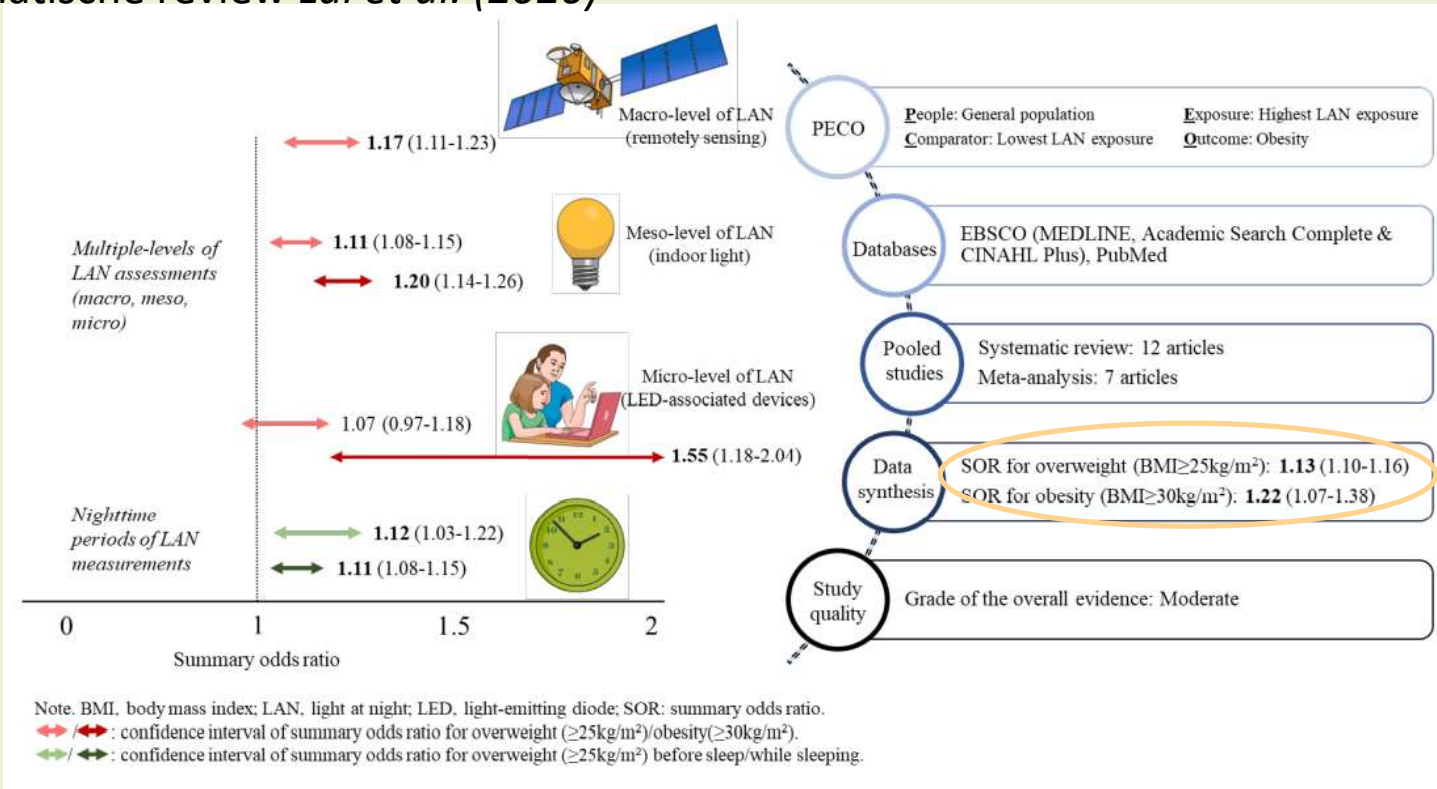 Macro-level of LAN
(remotely sensing)
1.17 (1.11-1.23)
Multiple-levels of
LAN assessments
(macro, meso,
micro)
1.11 (1.08-1.15)
1.20 (1.14-1.26)
Meso-level of LAN
(indoor light)
Micro-level of LAN
(LED-associated devices)
1.07 (0.97-1.18)
1.55 (1.18-2.04)
Nighttime
periods of LAN
measurements
1.12 (1.03-1.22)
1.11 (1.08-1.15)
0 1 1.5 2
Summary odds ratio
PECO
People: General population Exposure: Highest LAN exposure
Comparator: Lowest LAN exposure Outcome: Obesity
Databases
EBSCO (MEDLINE, Academic Search Complete &
CINAHL Plus), PubMed
Pooled
studies
Systematic review: 12 articles
Meta-analysis: 7 articles
Data
synthesis
SOR for overweight (BMI≥25kg/m²): 1.13 (1.10-1.16)
SOR for obesity (BMI≥30kg/m²): 1.22 (1.07-1.38)
Study
quality
Grade of the overall evidence: Moderate
Note. BMI, body mass index; LAN, light at night; LED, light-emitting diode; SOR: summary odds ratio.
/ : confidence interval of summary odds ratio for overweight (≥25kg/m²)/obesity(≥30kg/m²).
/ : confidence interval of summary odds ratio for overweight (≥25kg/m²) before sleep/while sleeping.